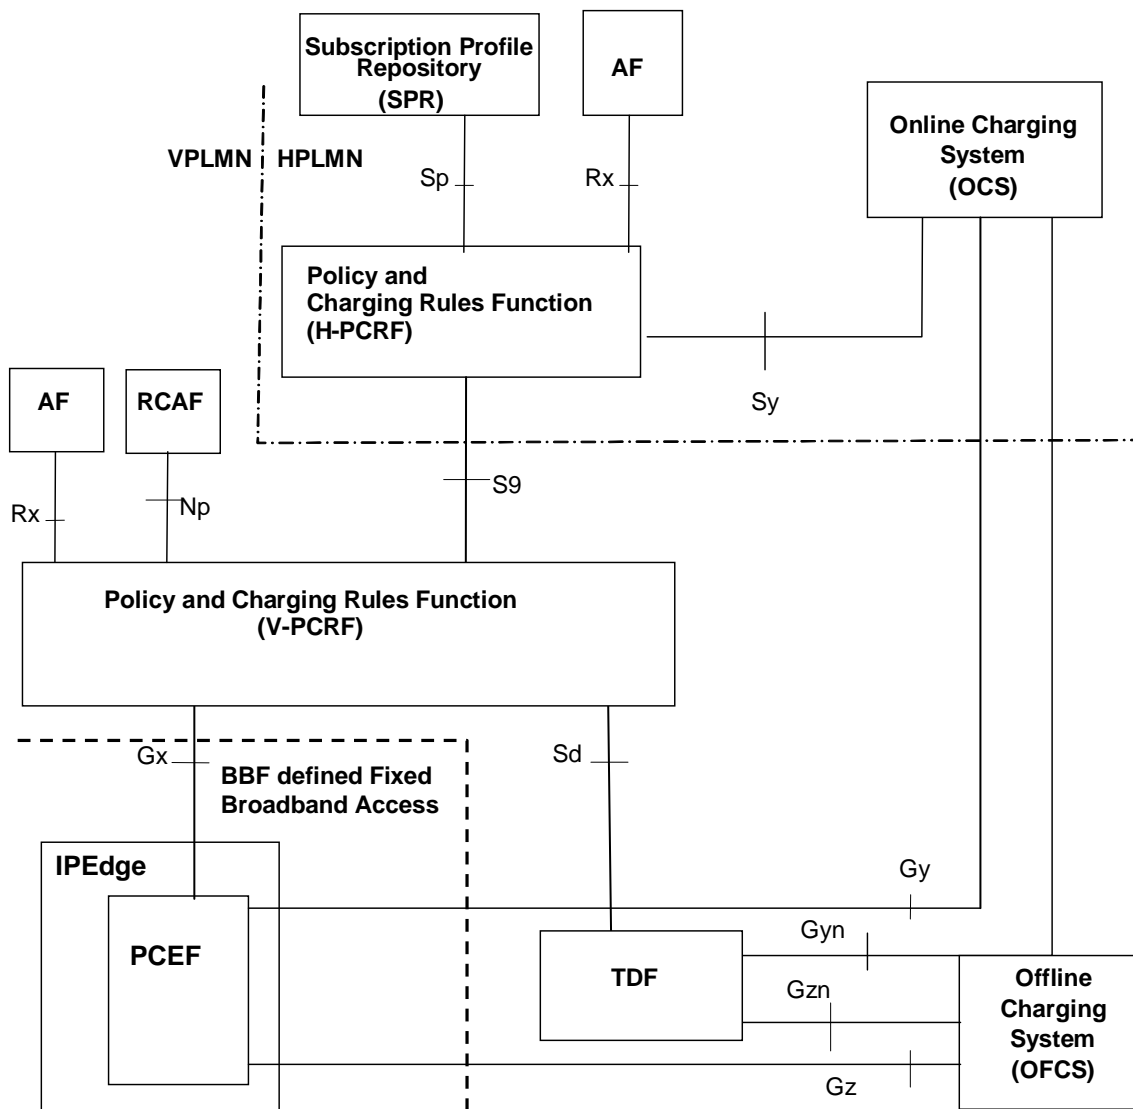 Subscription Profile
Repository
(SPR)
AF
Online Charging
System
(OCS)
VPLMN
HPLMN
Sp
Rx
Policy and
Charging Rules Function
(H-PCRF)
Sy
AF
RCAF
S9
Rx
Np
Policy and Charging Rules Function
(V-PCRF)
Gx
Sd
BBF defined Fixed
Broadband Access
IPEdge
PCEF
Gy
Gyn
TDF
Gzn
Offline
Charging
System
(OFCS)
Gz